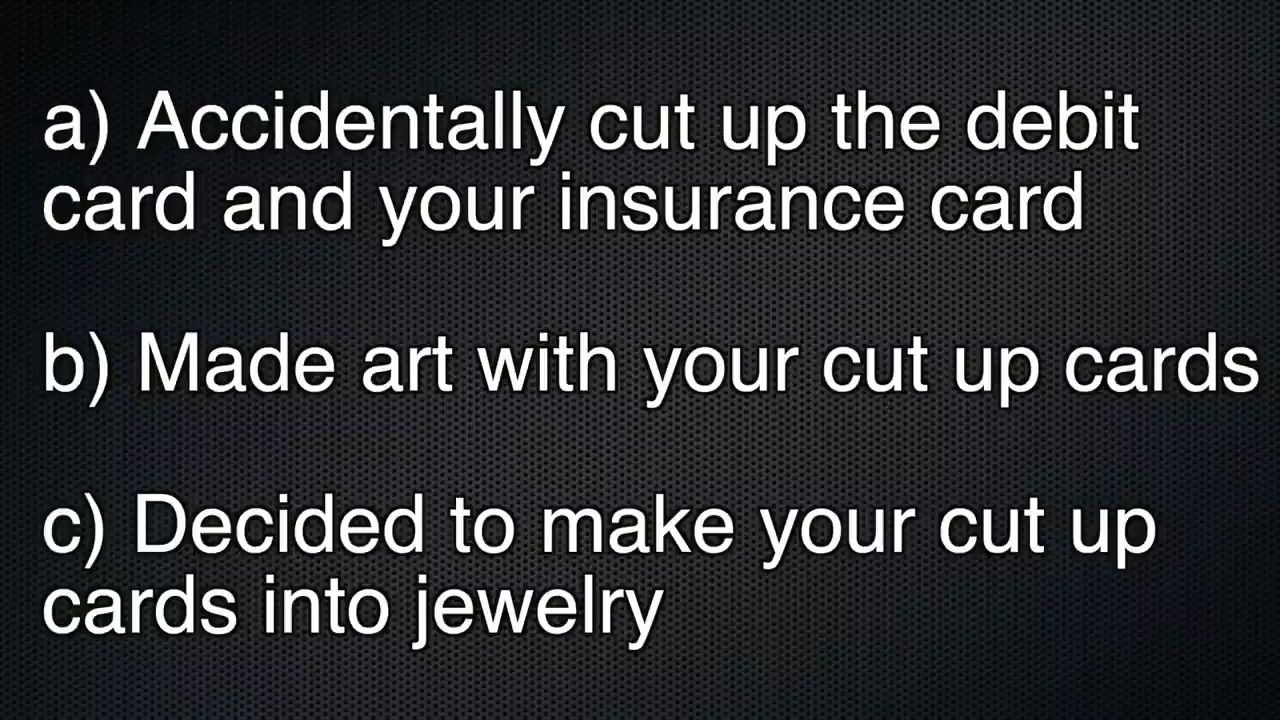 a) Accidentally cut up the debit
card and your insurance card
b) Made art with your cut up cards
c) Decided to make your cut up
cards into jewelry